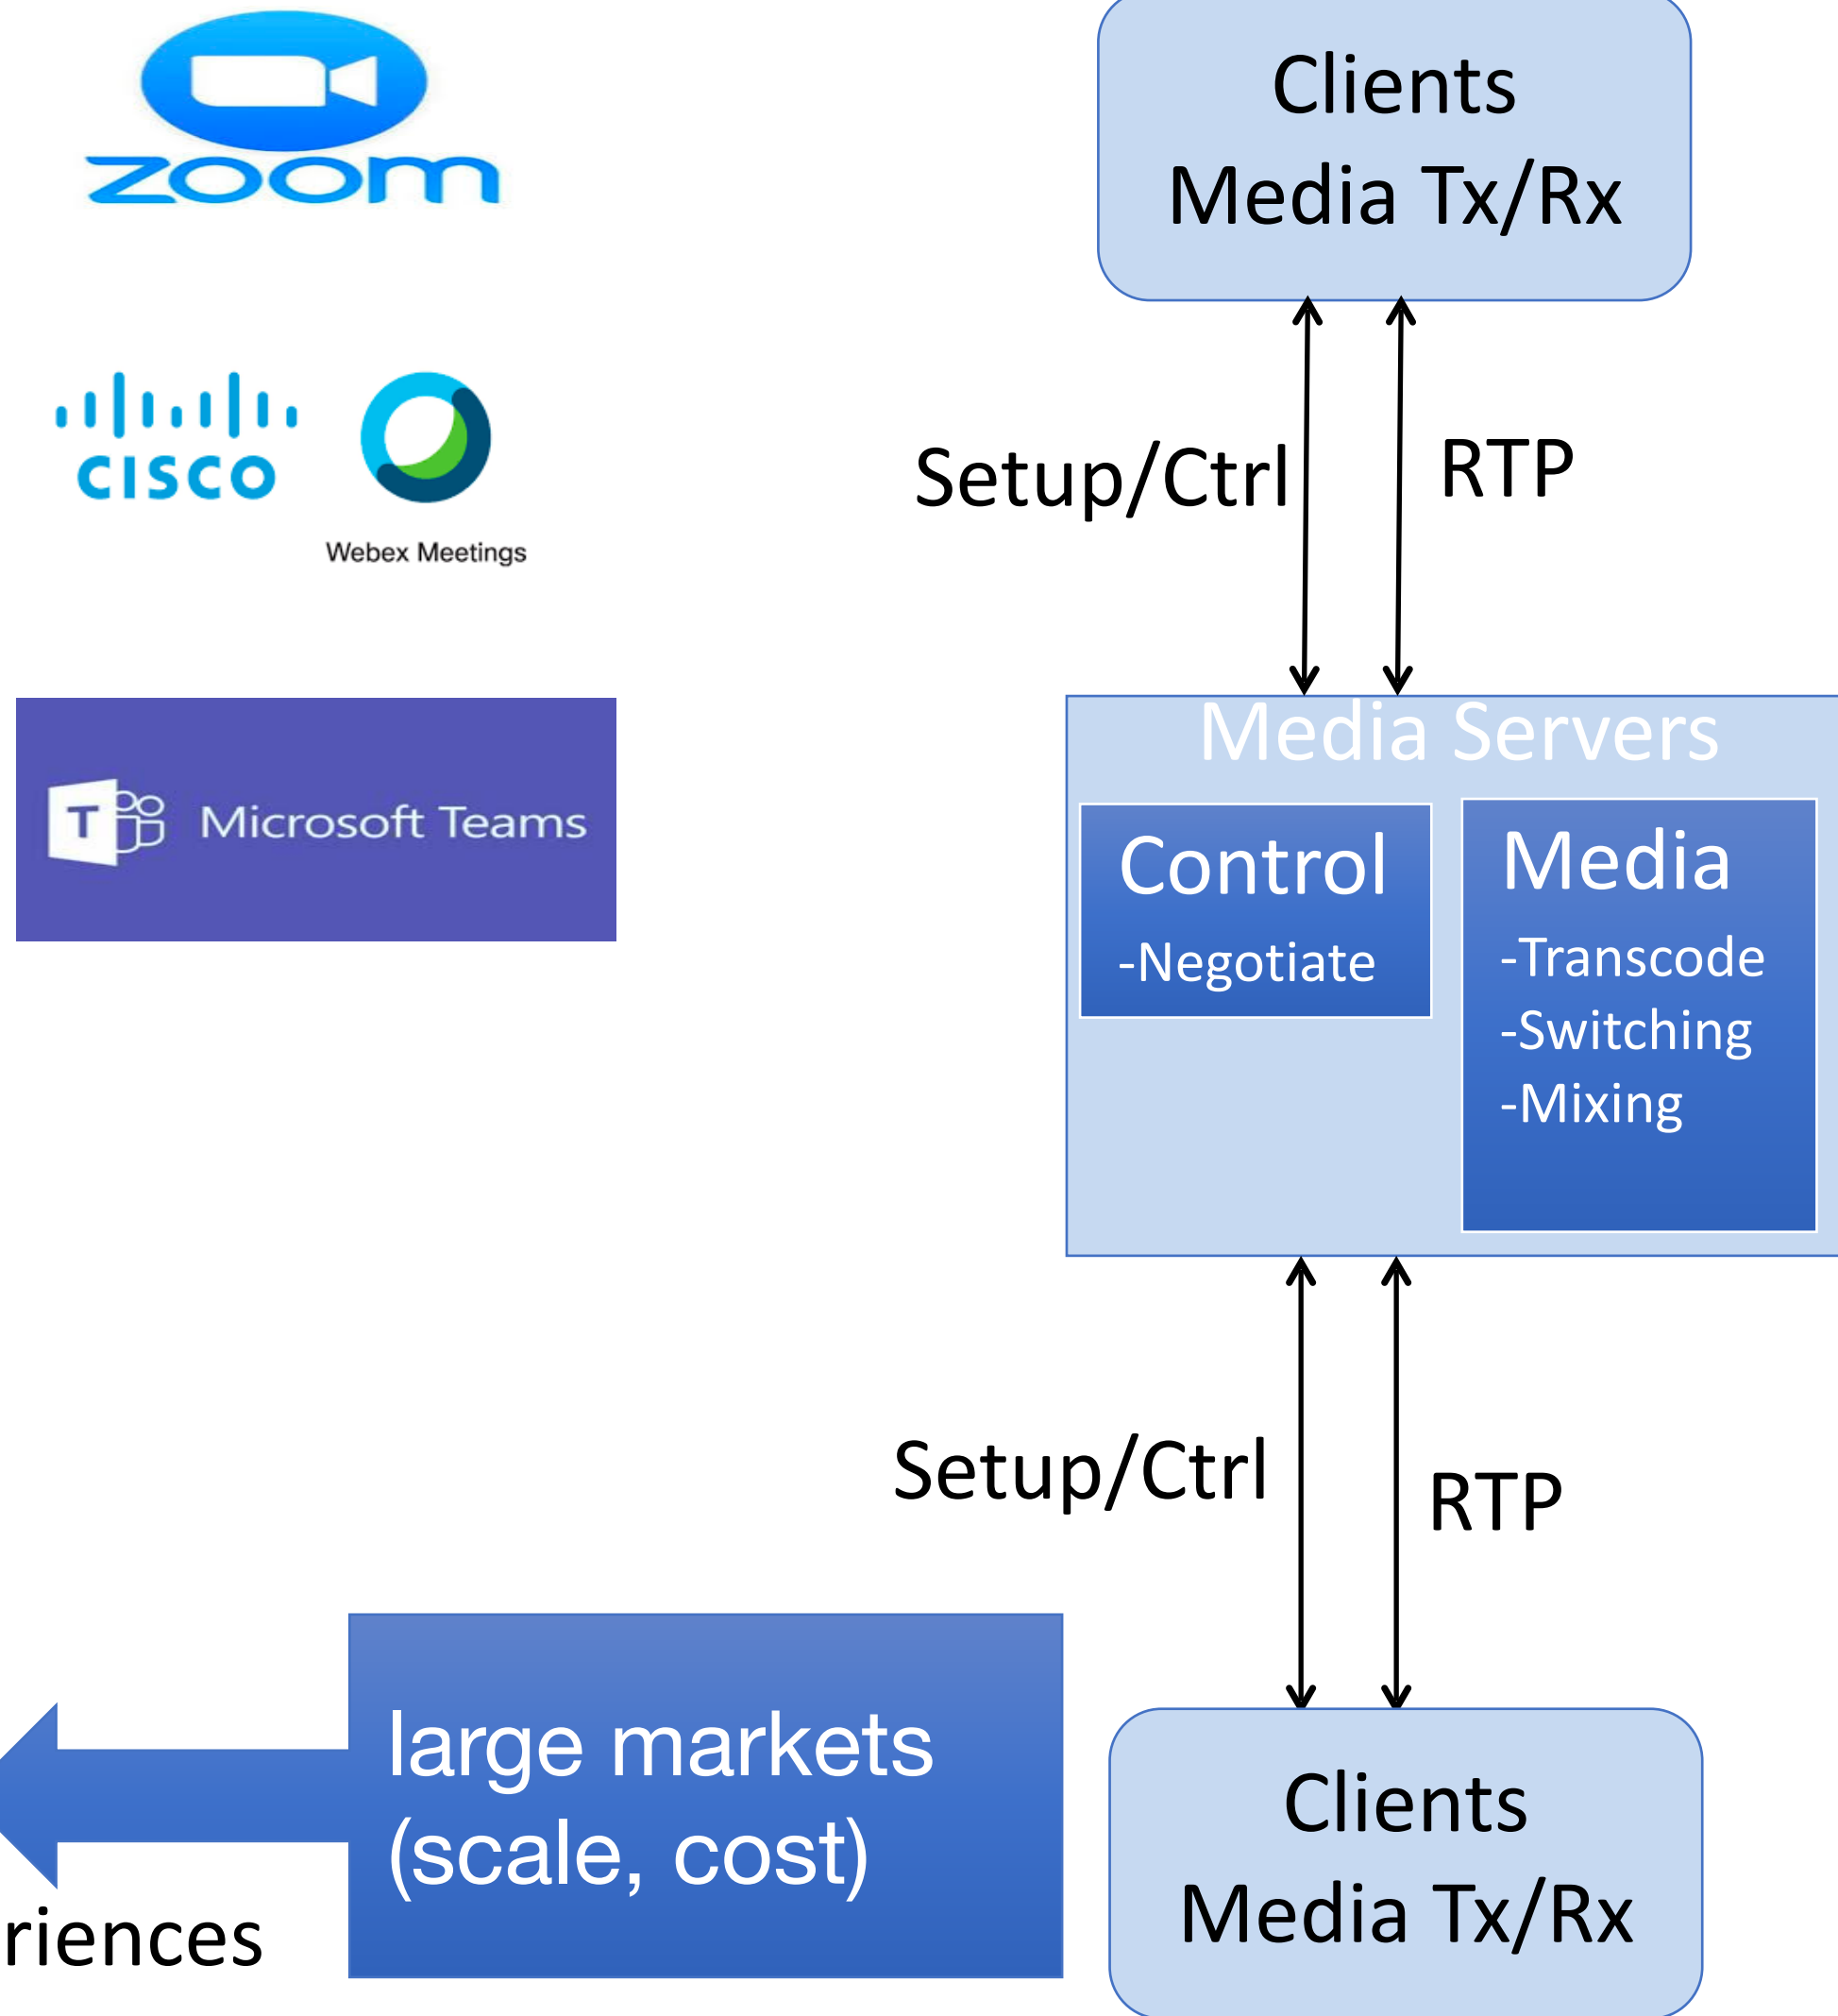 zoom
CISCO
Webex Meetings
T
Microsoft Teams
Clients
Media Tx/Rx
Setup/Ctrl
RTP
Media Servers
Control
-Negotiate
Media
-Transcode
-Switching
-Mixing
Setup/Ctrl
RTP
large markets
(scale, cost)
riences
Clients
Media Tx/Rx